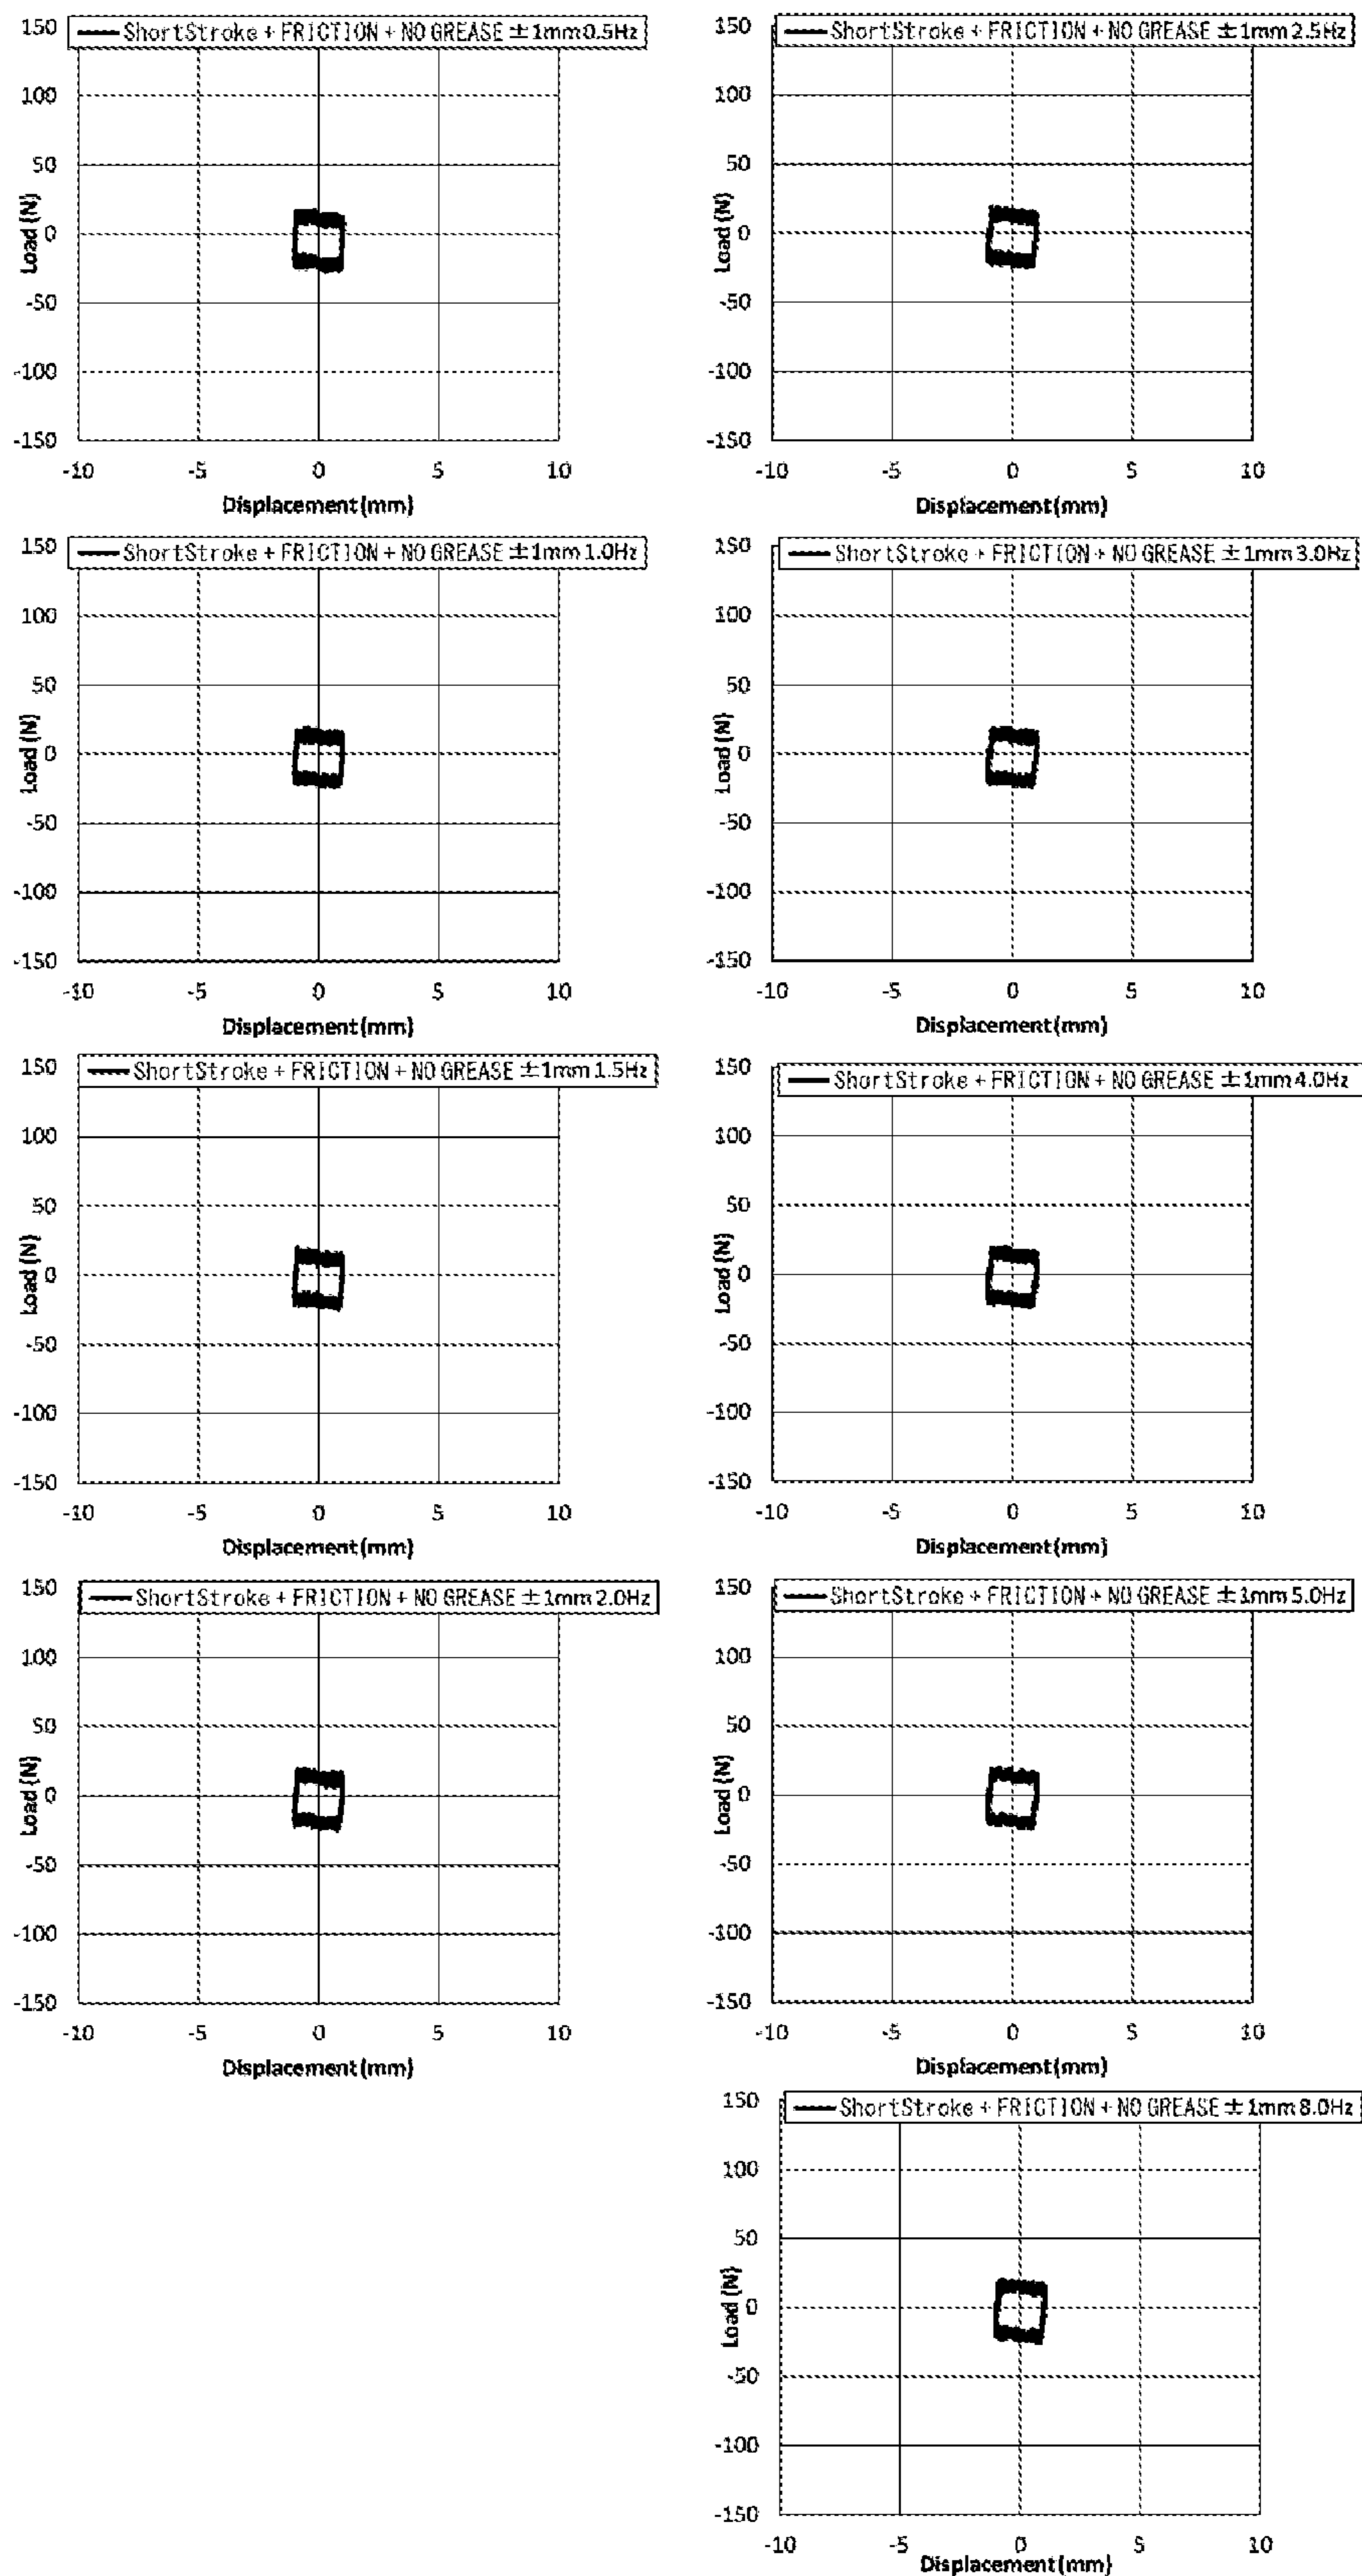 ShortStroke + FRICTION + NO GREASE ±1mm 0.5Hz
150
100
50
0
-50
-100
-150
Load (N)
-10 -5 0 5 10
Displacement (mm)
ShortStroke + FRICTION + NO GREASE ±1mm 1.0Hz
150
100
50
0
-50
-100
-150
Load (N)
-10 -5 0 5 10
Displacement (mm)
ShortStroke + FRICTION + NO GREASE ±1mm 1.5Hz
150
100
50
0
-50
-100
-150
Load (N)
-10 -5 0 5 10
Displacement (mm)
ShortStroke + FRICTION + NO GREASE ±1mm 2.0Hz
150
100
50
0
-50
-100
-150
Load (N)
-10 -5 0 5 10
Displacement (mm)
ShortStroke + FRICTION + NO GREASE ±1mm 2.5Hz
150
100
50
0
-50
-100
-150
Load (N)
-10 -5 0 5 10
Displacement (mm)
ShortStroke + FRICTION + NO GREASE ±1mm 3.0Hz
150
100
50
0
-50
-100
-150
Load (N)
-10 -5 0 5 10
Displacement (mm)
ShortStroke + FRICTION + NO GREASE ±1mm 4.0Hz
150
100
50
0
-50
-100
-150
Load (N)
-10 -5 0 5 10
Displacement (mm)
ShortStroke + FRICTION + NO GREASE ±1mm 5.0Hz
150
100
50
0
-50
-100
-150
Load (N)
-10 -5 0 5 10
Displacement (mm)
ShortStroke + FRICTION + NO GREASE ±1mm 8.0Hz
150
100
50
0
-50
-100
-150
Load (N)
-10 -5 0 5 10
Displacement (mm)